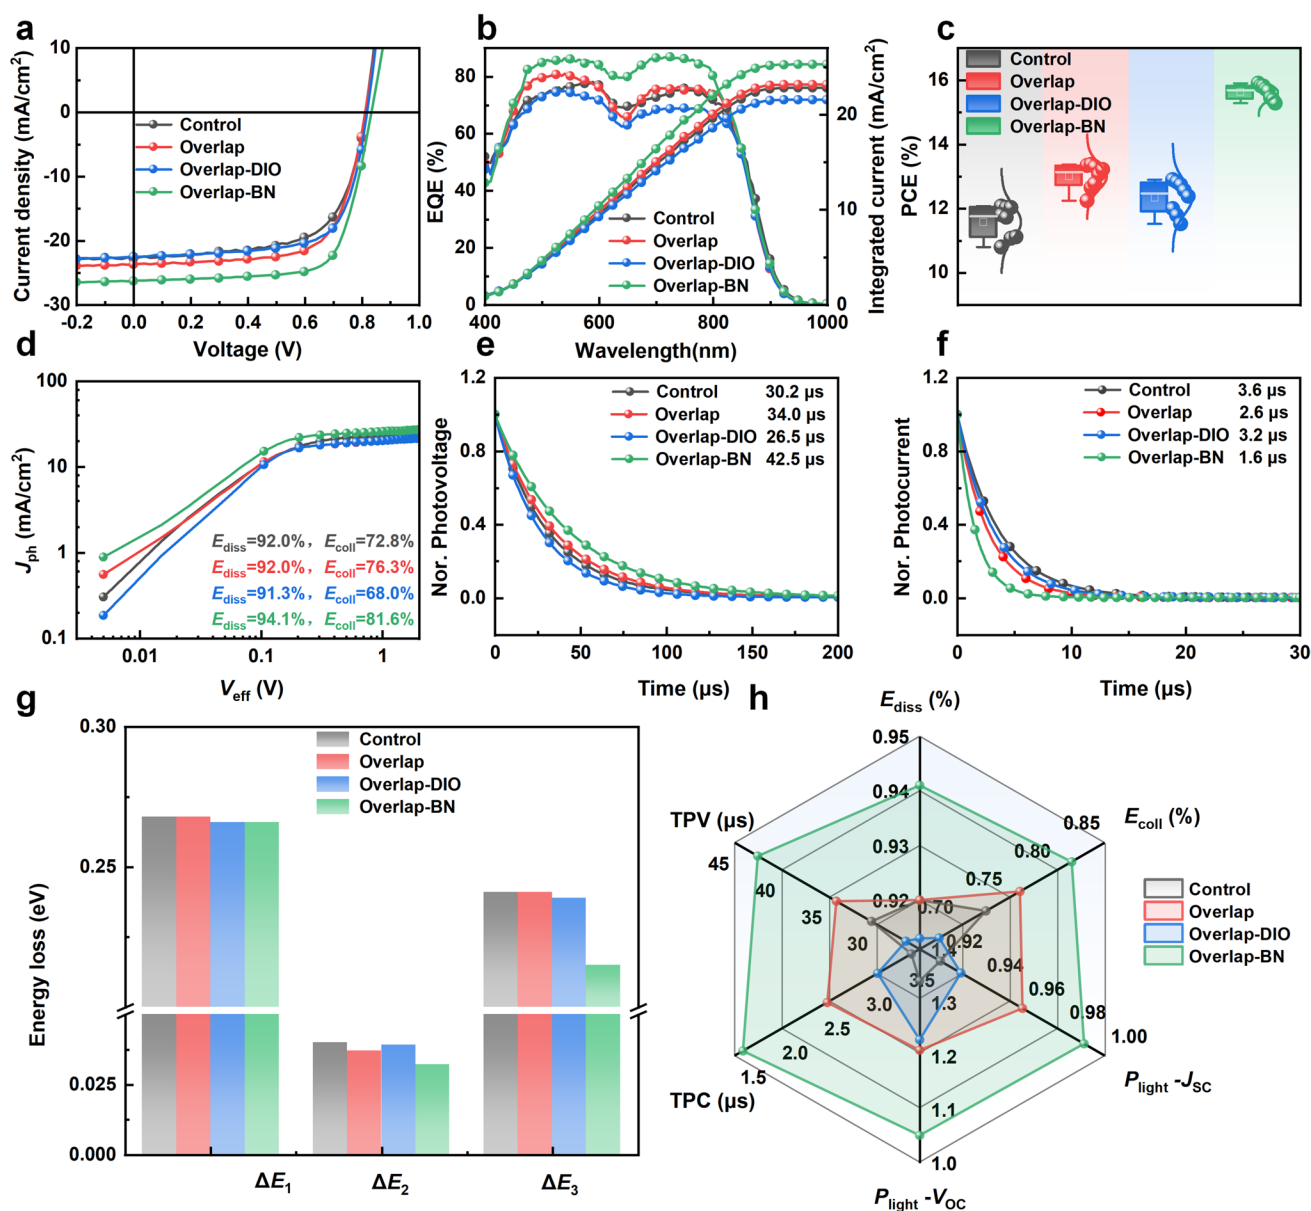 a
Current density (mA/cm²)
10
0
-10
-20
-30
-0.2
0.0
0.2
0.4
0.6
0.8
1.0
Voltage (V)
Control
Overlap
Overlap-DIO
Overlap-BN
b
EQE (%)
80
60
40
20
0
400
600
800
1000
Wavelength(nm)
20
10
0
Integrated current (mA/cm²)
Control
Overlap
Overlap-DIO
Overlap-BN
c
PCE (%)
16
14
12
10
Control
Overlap
Overlap-DIO
Overlap-BN
d
Jph (mA/cm²)
100
10
1
0.1
0.01
0.1
1
Veff (V)
Ediss=92.0%, Ecoll=72.8%
Ediss=92.0%, Ecoll=76.3%
Ediss=91.3%, Ecoll=68.0%
Ediss=94.1%, Ecoll=81.6%
e
Nor. Photovoltage
1.2
0.8
0.4
0.0
0
50
100
150
200
Time (μs)
Control 30.2 μs
Overlap 34.0 μs
Overlap-DIO 26.5 μs
Overlap-BN 42.5 μs
f
Nor. Photocurrent
1.2
0.8
0.4
0.0
0
10
20
30
Time (μs)
Control 3.6 μs
Overlap 2.6 μs
Overlap-DIO 3.2 μs
Overlap-BN 1.6 μs
g
Energy loss (eV)
0.30
0.25
0.025
0.000
ΔE1
ΔE2
ΔE3
Control
Overlap
Overlap-DIO
Overlap-BN
h
Ediss (%)
0.95
0.94
0.93
0.92
Ecoll (%)
0.85
0.80
0.75
0.70
Plight -JSC
1.00
0.98
0.96
0.94
0.92
Plight -VOC
1.0
1.1
1.2
1.3
1.4
TPC (μs)
1.5
2.0
2.5
3.0
3.5
TPV (μs)
45
40
35
30
Control
Overlap
Overlap-DIO
Overlap-BN